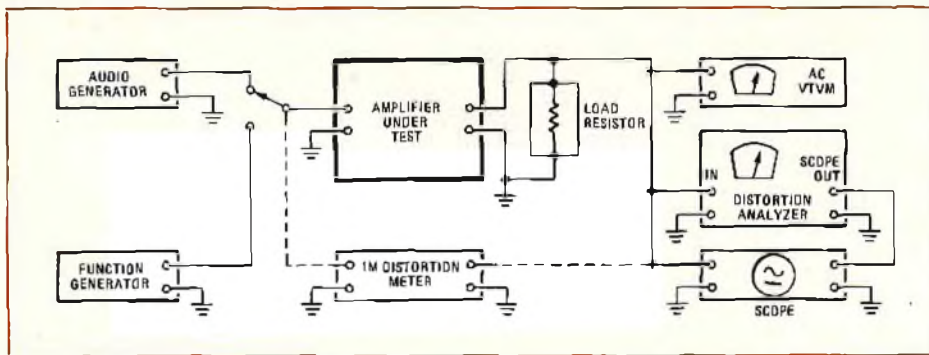 AUDIO
GENERATOR
AMPLIFIER
UNDER
TEST
LOAD
RESISTOR
AC
VTVM
IN
SCOPE
OUT
DISTORTION
ANALYZER
FUNCTION
GENERATOR
1M DISTORTION
METER
SCOPE